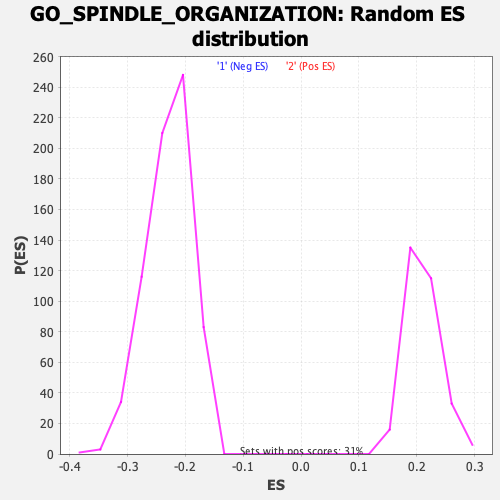 GO_SPINDLE_ORGANIZATION: Random ES
distribution
'1' (Neg ES) '2' (Pos ES)
260
240
220
200
180
160
140
120
100
80
60
40
20
0
P(ES)
Sets with pos scores: 31%
-0.4 -0.3 -0.2 -0.1 0.0 0.1 0.2 0.3
ES